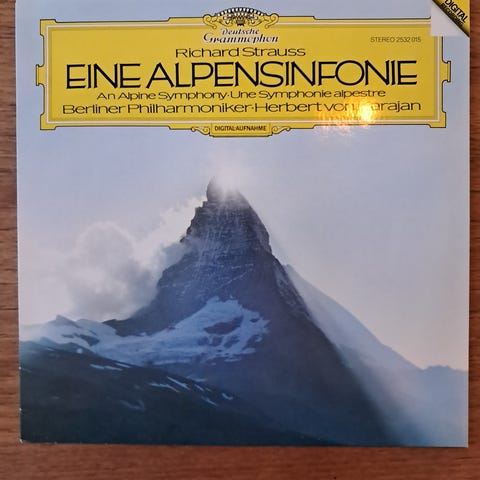 Deutsche
Grammophon
STEREO 2532 015
DIGITAL
Richard Strauss
EINE ALPENSINFONIE
An Alpine Symphony·Une Symphonie alpestre
Berliner Philharmoniker·Herbert von Karajan
DIGITAL-AUFNAHME